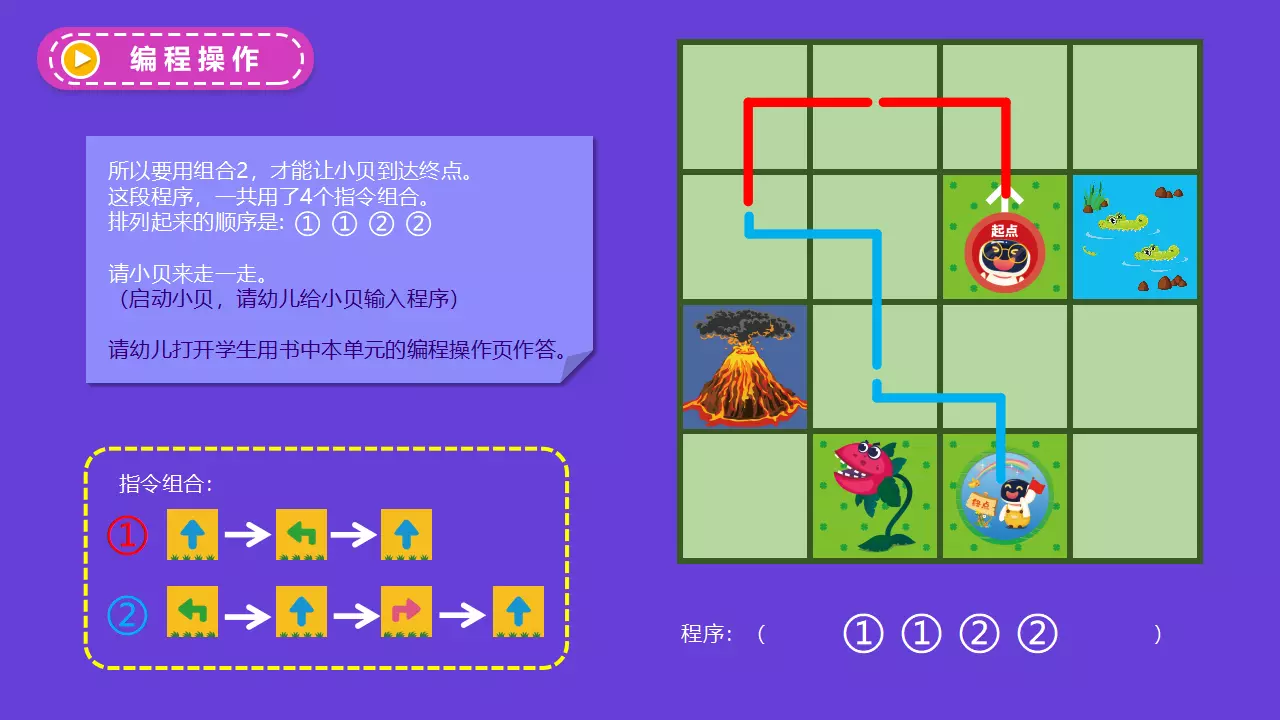 编程操作
所以要用组合2，才能让小贝到达终点。
这段程序，一共用了4个指令组合。
排列起来的顺序是：① ① ② ②
请小贝来走一走。
（启动小贝，请幼儿给小贝输入程序）
请幼儿打开学生用书中本单元的编程操作页作答。
起点
终点
指令组合：
①
②
程序：（ ① ① ② ② ）